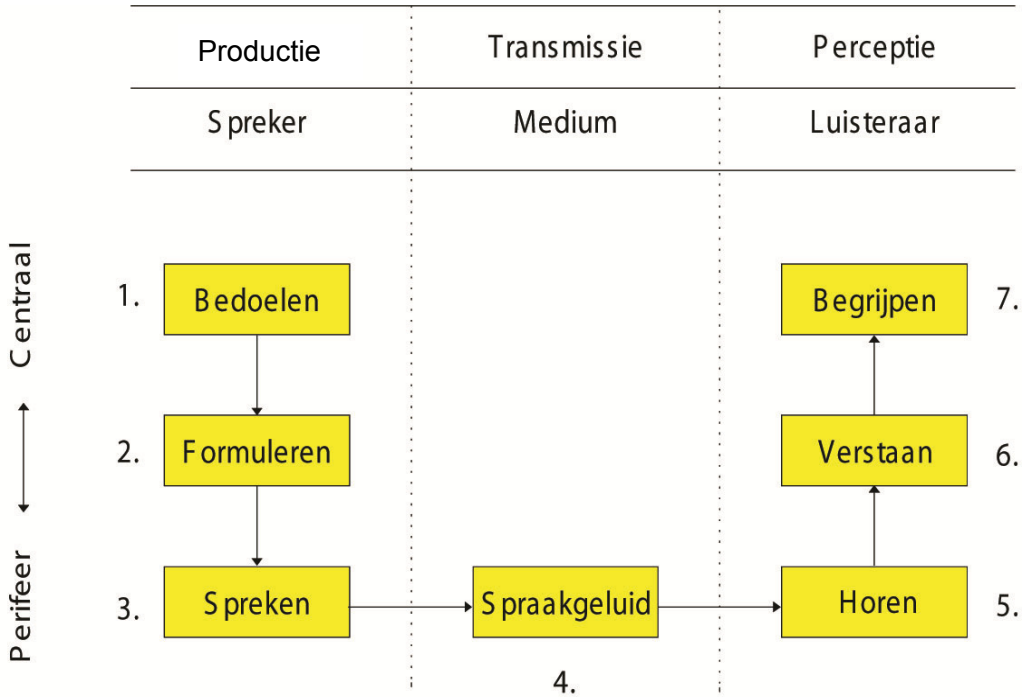 Productie Transmissie Perceptie
Spreker Medium Luisteraar
Centraal
Perifeer
1. Bedoelen Begrijpen 7.
2. Formuleren Verstaan 6.
3. Spreken Spraakgeluid Horen 5.
4.